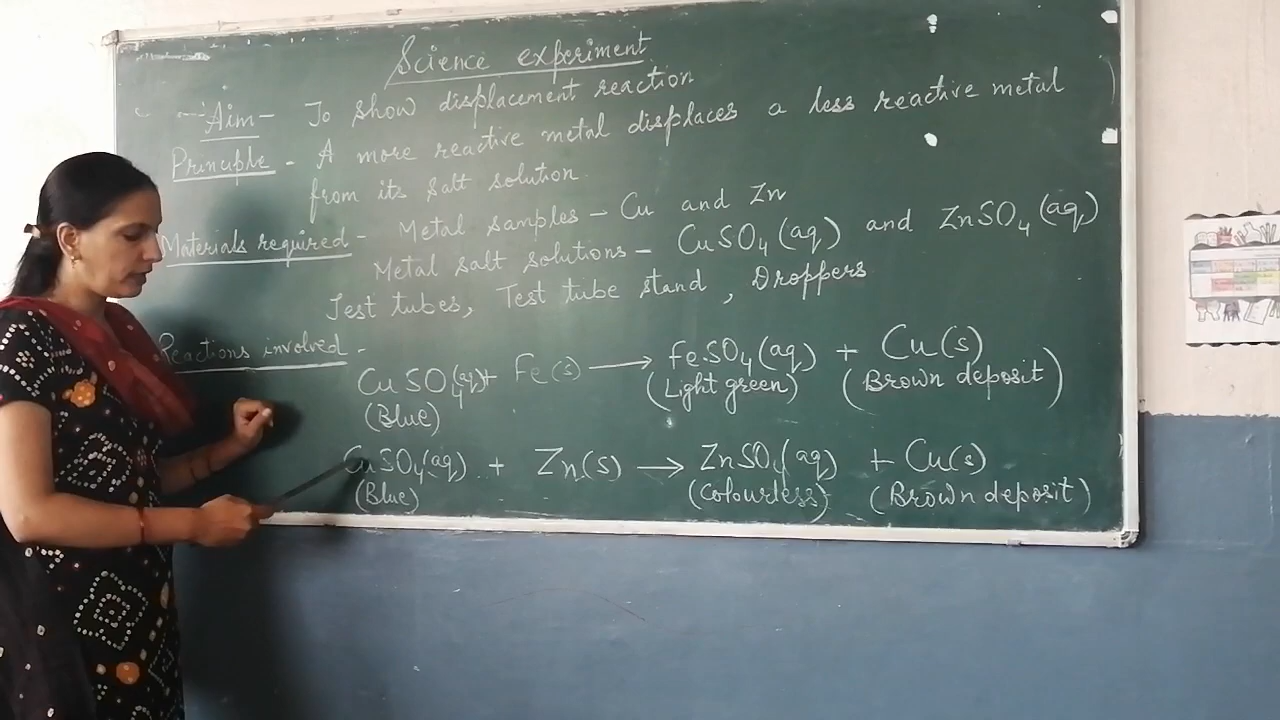 Science experiment
Aim - To show displacement reaction
Principle - A more reactive metal displaces a less reactive metal
from its salt solution.
Materials required - Metal samples - Cu and Zn
Metal salt solutions - CuSO₄(aq) and ZnSO₄(aq)
Test tubes, Test tube stand, Droppers
Reactions involved -
CuSO₄(aq) + Fe(s) → FeSO₄(aq) + Cu(s)
(Blue) (Light green) (Brown deposit)
CuSO₄(aq) + Zn(s) → ZnSO₄(aq) + Cu(s)
(Blue) (Colourless) (Brown deposit)